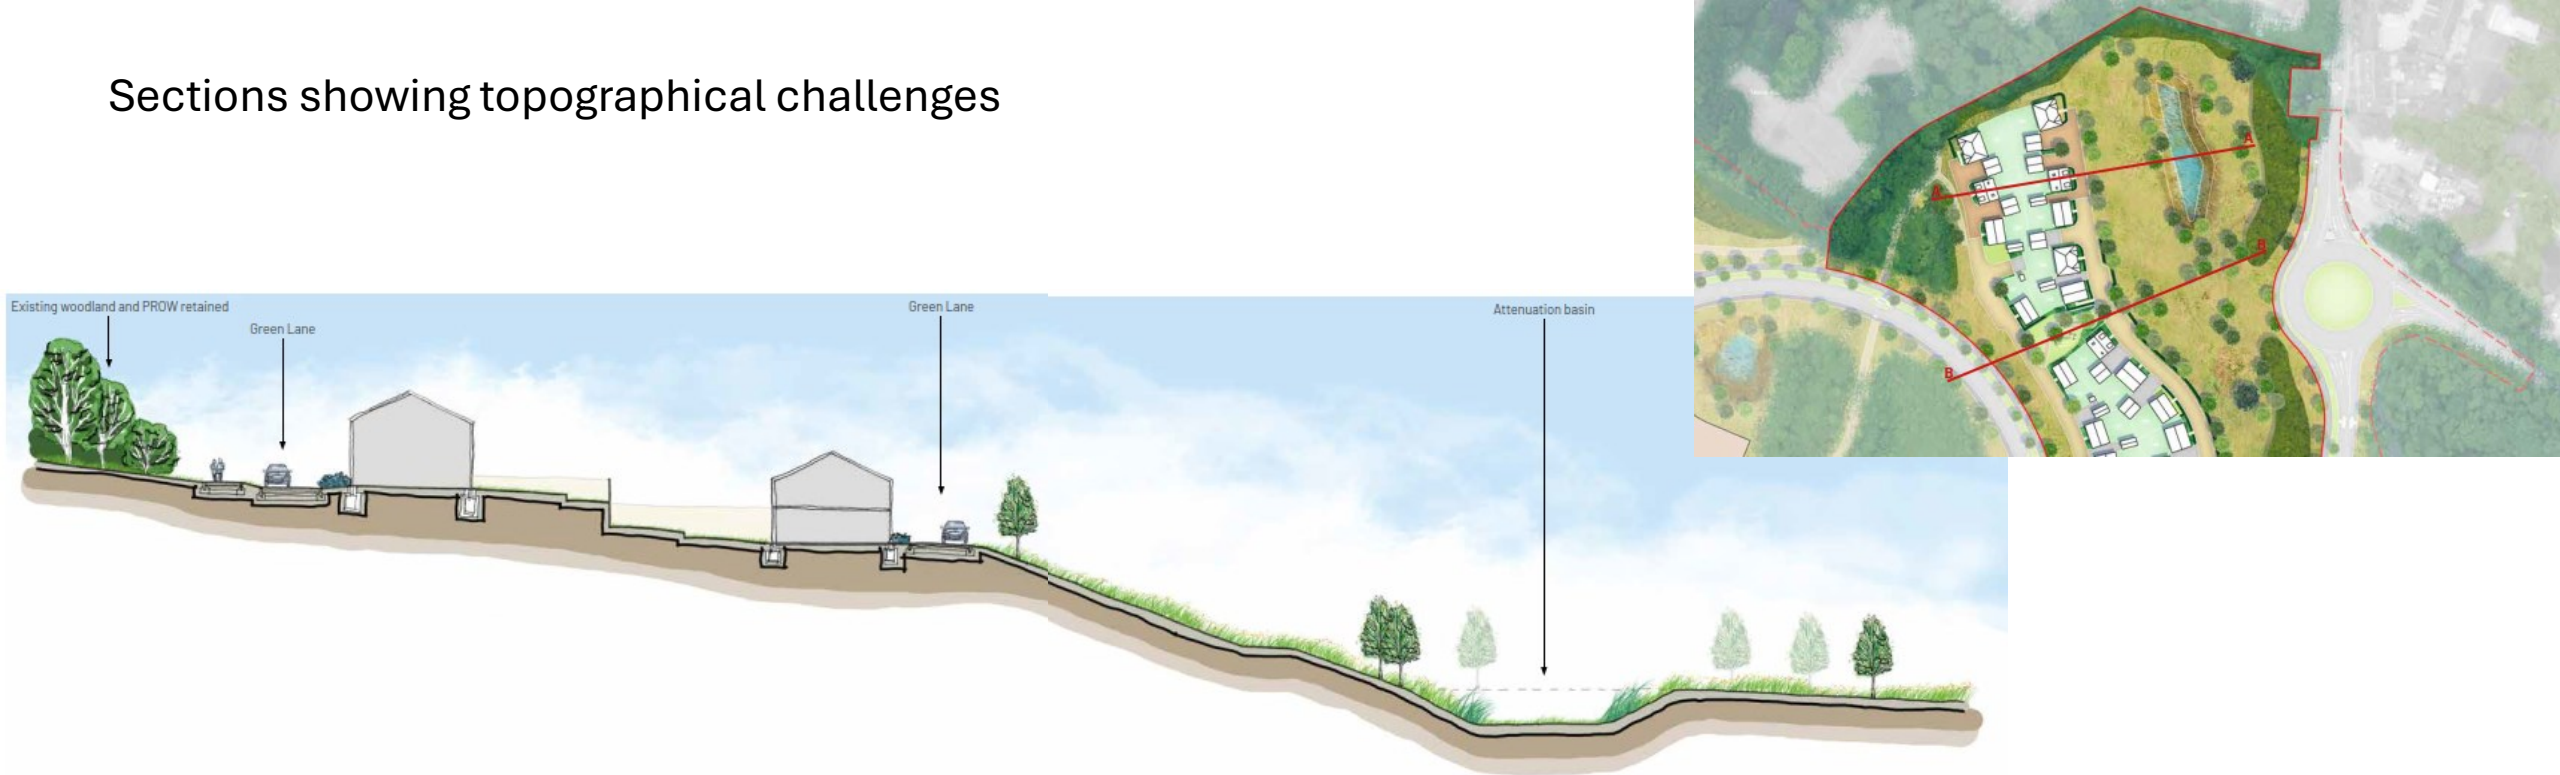 Sections showing topographical challenges
Existing woodland and PROW retained
Green Lane
Green Lane
Attenuation basin
A
A
B
B